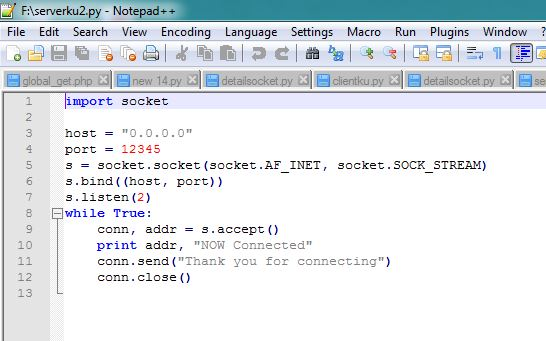 F:\serverku2.py - Notepad++
File Edit Search View Encoding Language Settings Macro Run Plugins Window ?
global_get.php new 14.py detailsocket.py clientku.py detailsocket.py se
1 import socket
2
3 host = "0.0.0.0"
4 port = 12345
5 s = socket.socket(socket.AF_INET, socket.SOCK_STREAM)
6 s.bind((host, port))
7 s.listen(2)
8 while True:
9 conn, addr = s.accept()
10 print addr, "NOW Connected"
11 conn.send("Thank you for connecting")
12 conn.close()
13